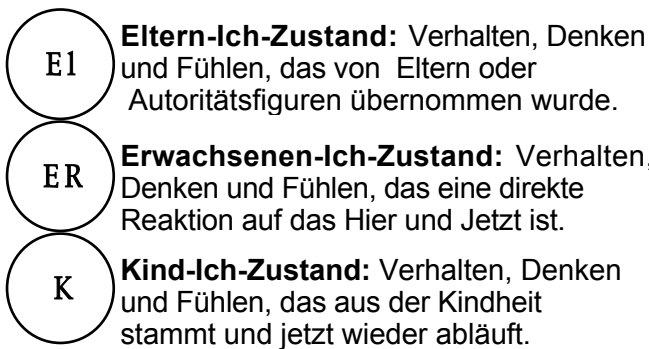 El
Eltern-Ich-Zustand: Verhalten, Denken
und Fühlen, das von Eltern oder
Autoritätsfiguren übernommen wurde.
ER
Erwachsenen-Ich-Zustand: Verhalten,
Denken und Fühlen, das eine direkte
Reaktion auf das Hier und Jetzt ist.
K
Kind-Ich-Zustand: Verhalten, Denken
und Fühlen, das aus der Kindheit
stammt und jetzt wieder abläuft.